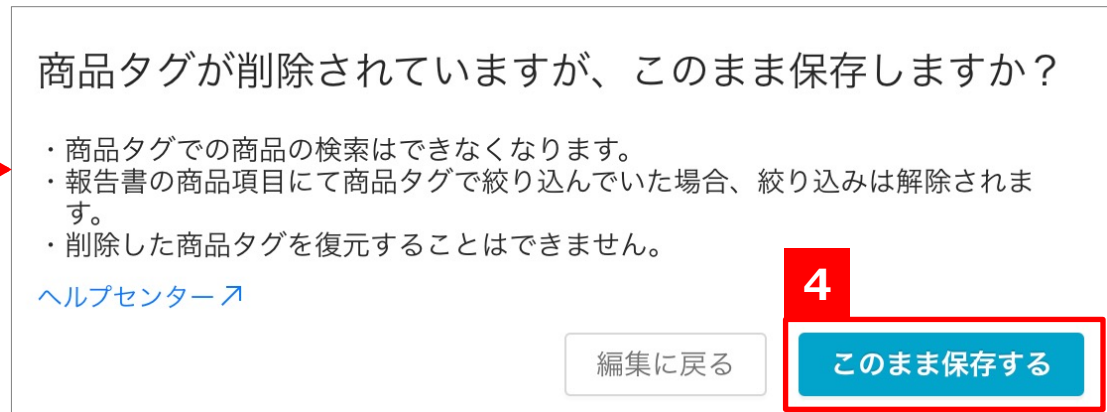 商品タグが削除されていますが、このまま保存しますか？
・商品タグでの商品の検索はできなくなります。
・報告書の商品項目にて商品タグで絞り込んでいた場合、絞り込みは解除されま
す。
・削除した商品タグを復元することはできません。
ヘルプセンター
4
編集に戻る
このまま保存する